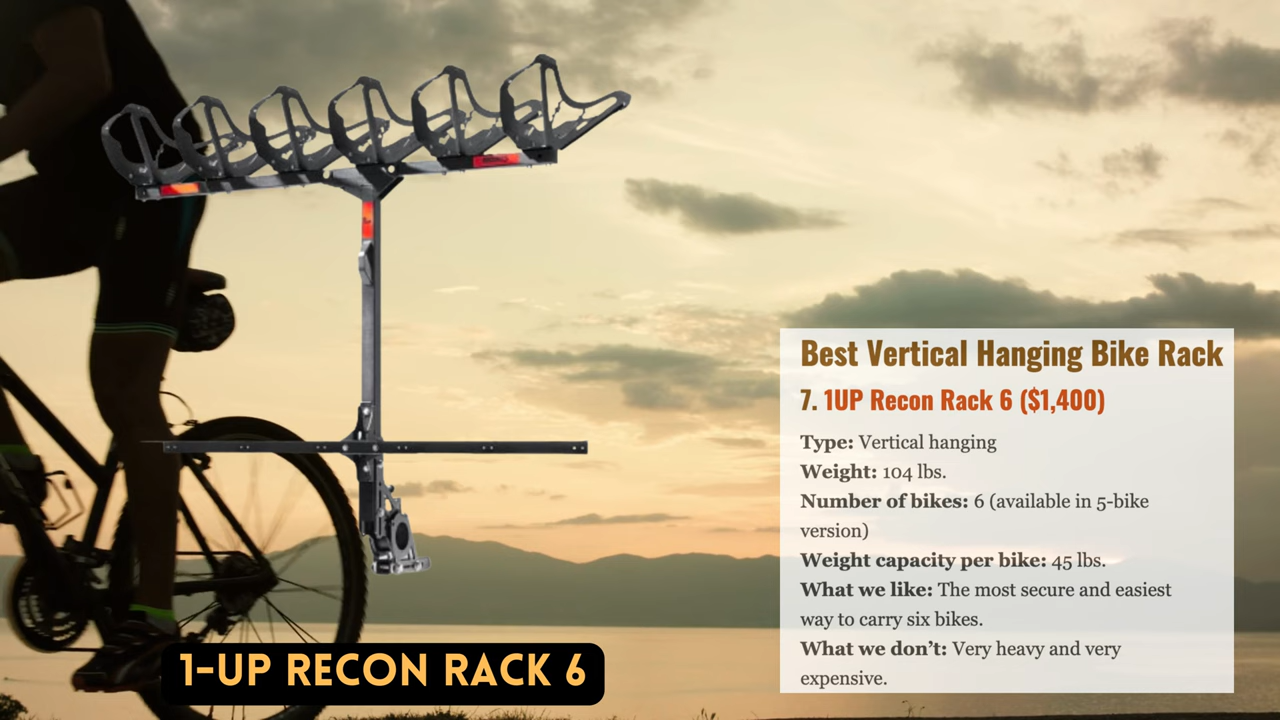 Best Vertical Hanging Bike Rack
7. 1UP Recon Rack 6 ($1,400)
Type: Vertical hanging
Weight: 104 lbs.
Number of bikes: 6 (available in 5-bike
version)
Weight capacity per bike: 45 lbs.
What we like: The most secure and easiest
way to carry six bikes.
What we don’t: Very heavy and very
expensive.
1-UP RECON RACK 6